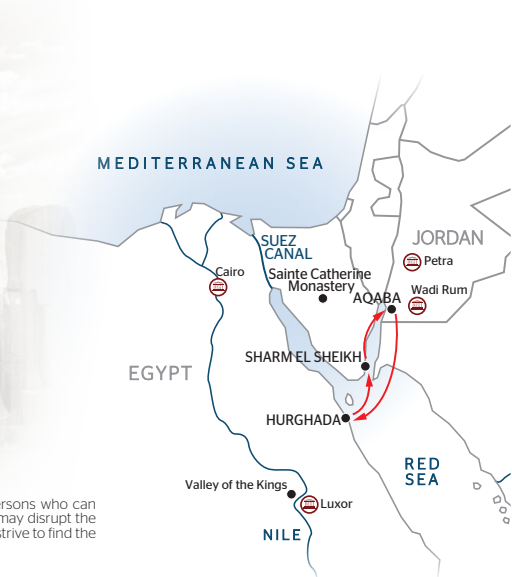 MEDITERRANEAN SEA
SUEZ
CANAL
JORDAN
Petra
Cairo
Sainte Catherine
Monastery
AQABA
Wadi Rum
SHARM EL SHEIKH
EGYPT
HURGHADA
RED
SEA
Valley of the Kings
Luxor
NILE
ersons who can
may disrupt the
strive to find the